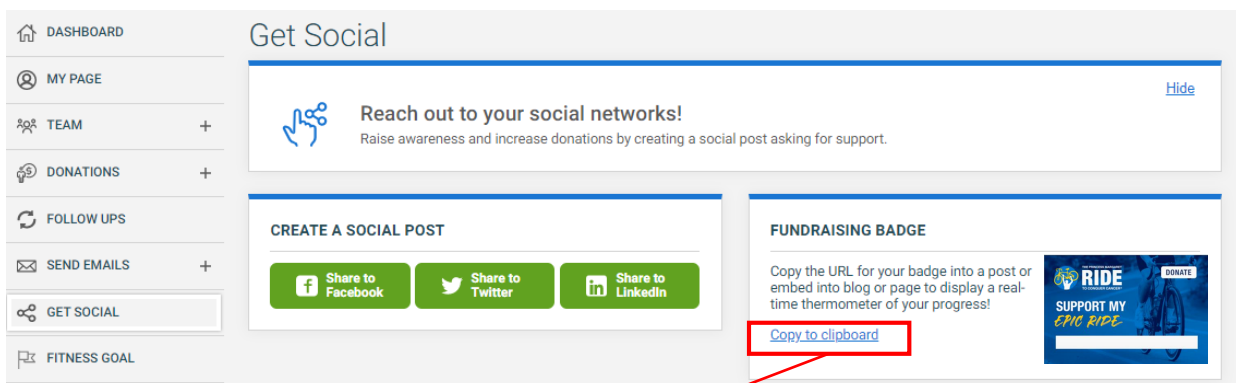 DASHBOARD
MY PAGE
TEAM +
DONATIONS +
FOLLOW UPS
SEND EMAILS +
GET SOCIAL
FITNESS GOAL
Get Social
Hide
Reach out to your social networks!
Raise awareness and increase donations by creating a social post asking for support.
CREATE A SOCIAL POST
Share to
Facebook
Share to
Twitter
Share to
LinkedIn
FUNDRAISING BADGE
Copy the URL for your badge into a post or
embed into blog or page to display a real-
time thermometer of your progress!
Copy to clipboard
RIDE
TO CONQUER CANCER
DONATE
SUPPORT MY
EPIC RIDE